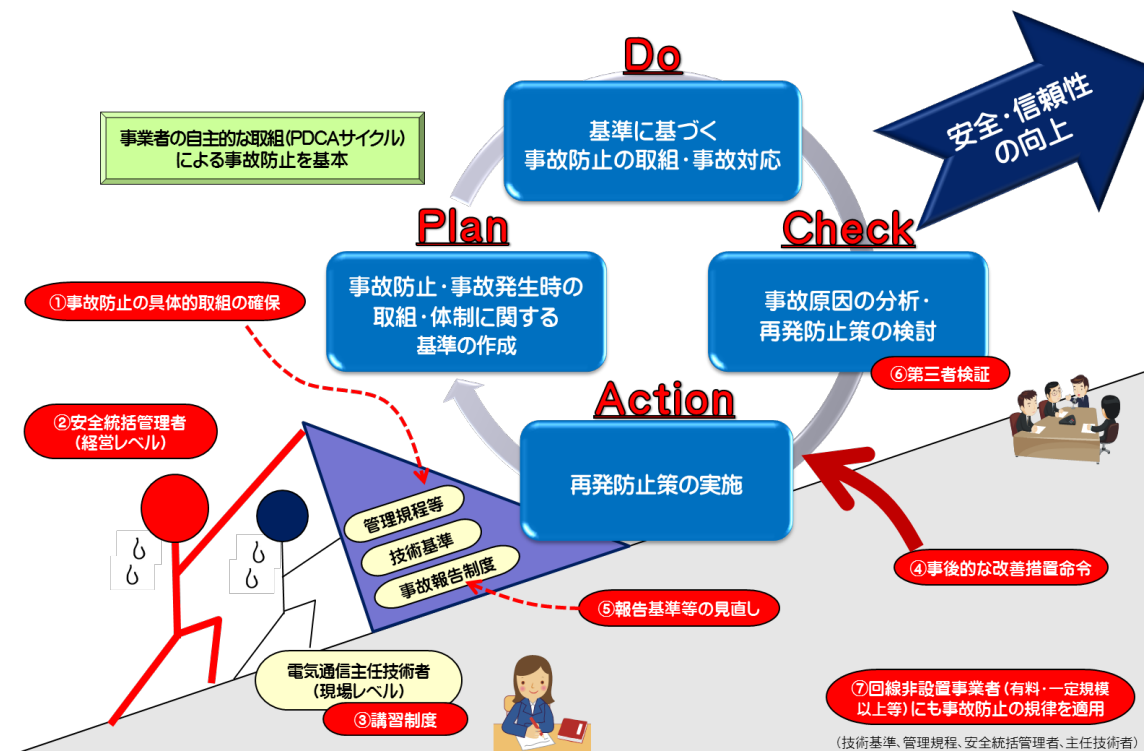 Do
基準に基づく
事故防止の取組・事故対応
安全・信頼性
の向上
事業者の自主的な取組(PDCAサイクル)
による事故防止を基本
Plan
事故防止・事故発生時の
取組・体制に関する
基準の作成
Check
事故原因の分析・
再発防止策の検討
⑥第三者検証
①事故防止の具体的取組の確保
②安全統括管理者
(経営レベル)
Action
再発防止策の実施
管理規程等
技術基準
事故報告制度
④事後的な改善措置命令
⑤報告基準等の見直し
電気通信主任技術者
(現場レベル)
③講習制度
⑦回線非設置事業者(有料・一定規模
以上等)にも事故防止の規律を適用
(技術基準、管理規程、安全統括管理者、主任技術者)